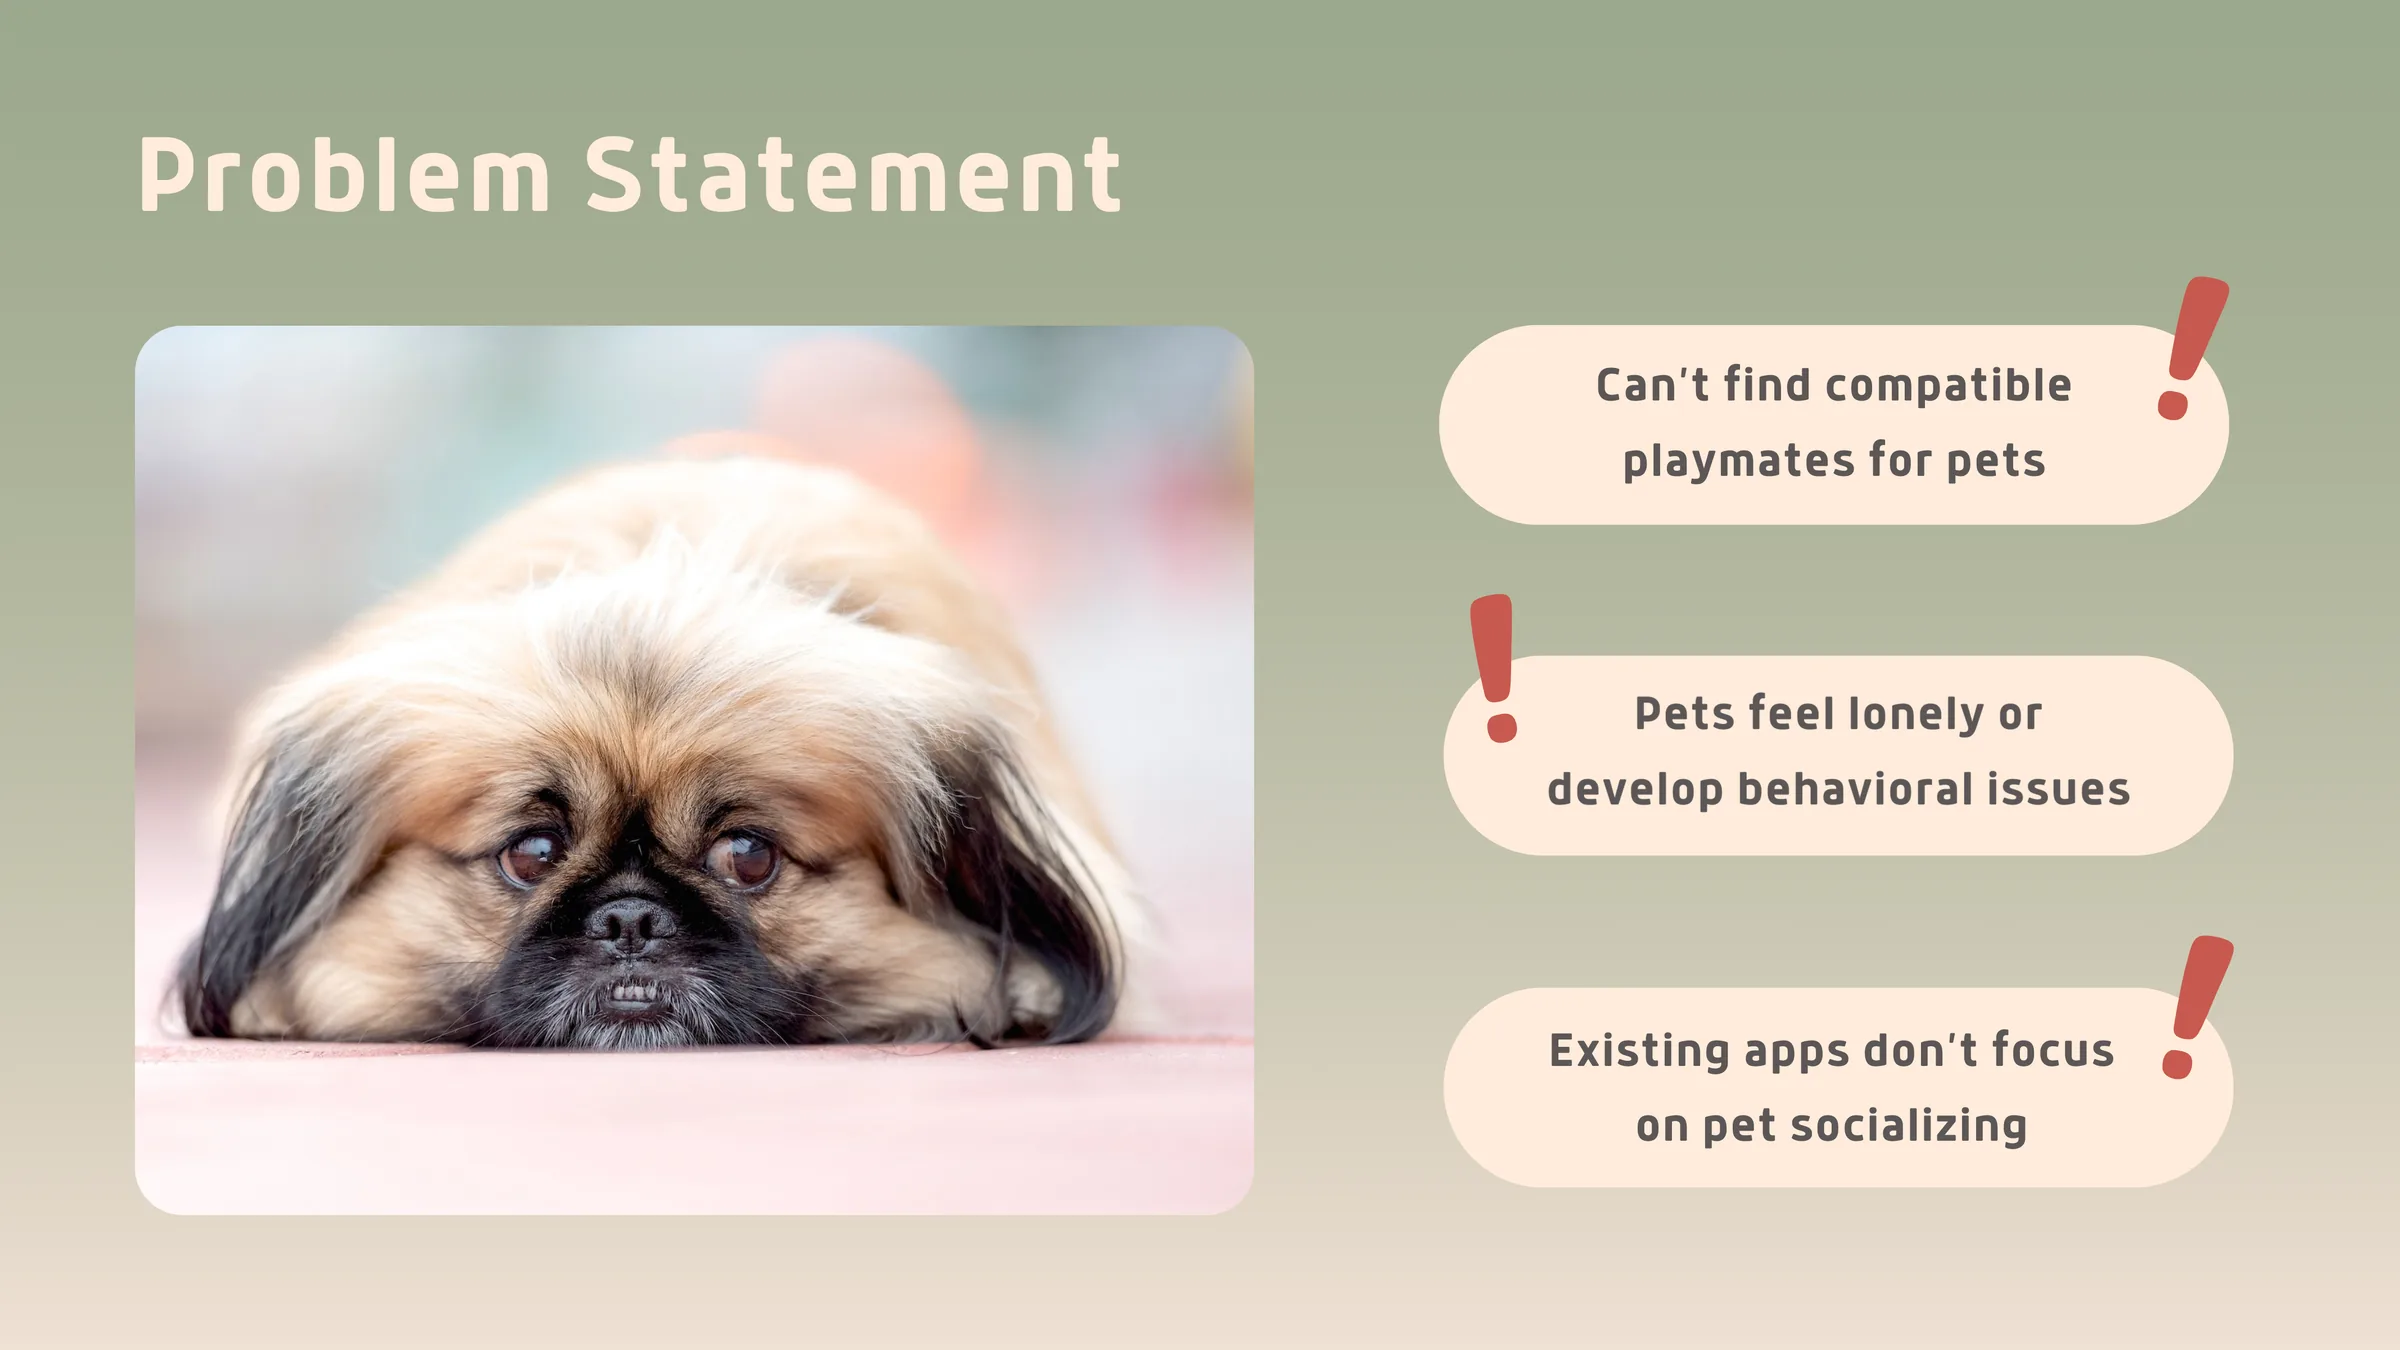 Problem Statement
Can't find compatible
playmates for pets
Pets feel lonely or
develop behavioral issues
Existing apps don't focus
on pet socializing